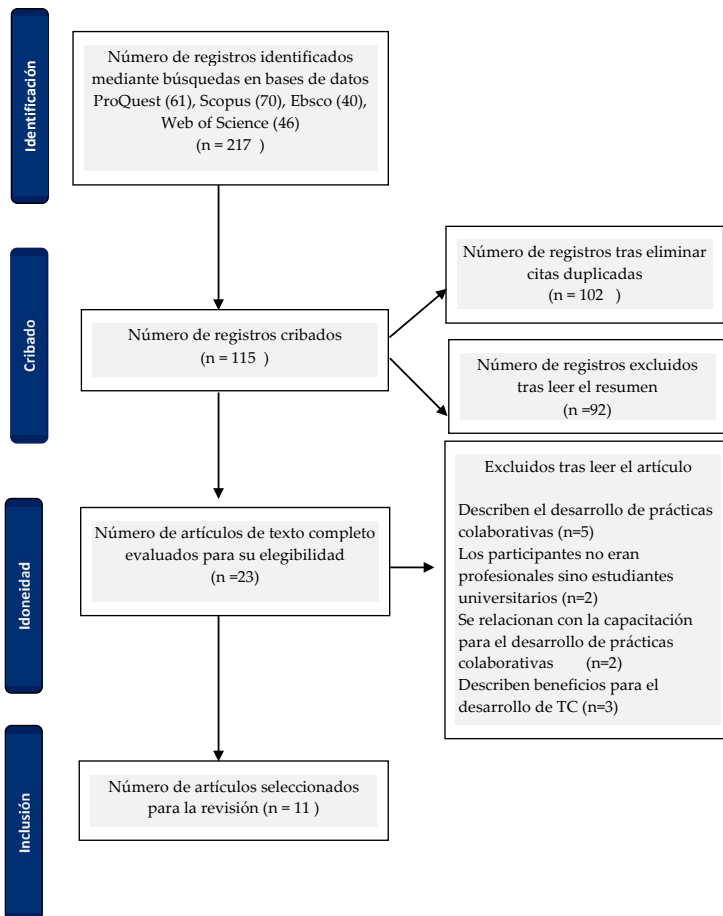 Identificación
Número de registros identificados
mediante búsquedas en bases de datos
ProQuest (61), Scopus (70), Ebsco (40),
Web of Science (46)
(n = 217 )
Cribado
Número de registros tras eliminar
citas duplicadas
(n = 102 )
Número de registros cribados
(n = 115 )
Número de registros excluidos
tras leer el resumen
(n =92)
Idoneidad
Número de artículos de texto completo
evaluados para su elegibilidad
(n =23)
Excluidos tras leer el artículo
Describen el desarrollo de prácticas
colaborativas (n=5)
Los participantes no eran
profesionales sino estudiantes
universitarios (n=2)
Se relacionan con la capacitación
para el desarrollo de prácticas
colaborativas (n=2)
Describen beneficios para el
desarrollo de TC (n=3)
Inclusión
Número de artículos seleccionados
para la revisión (n = 11 )